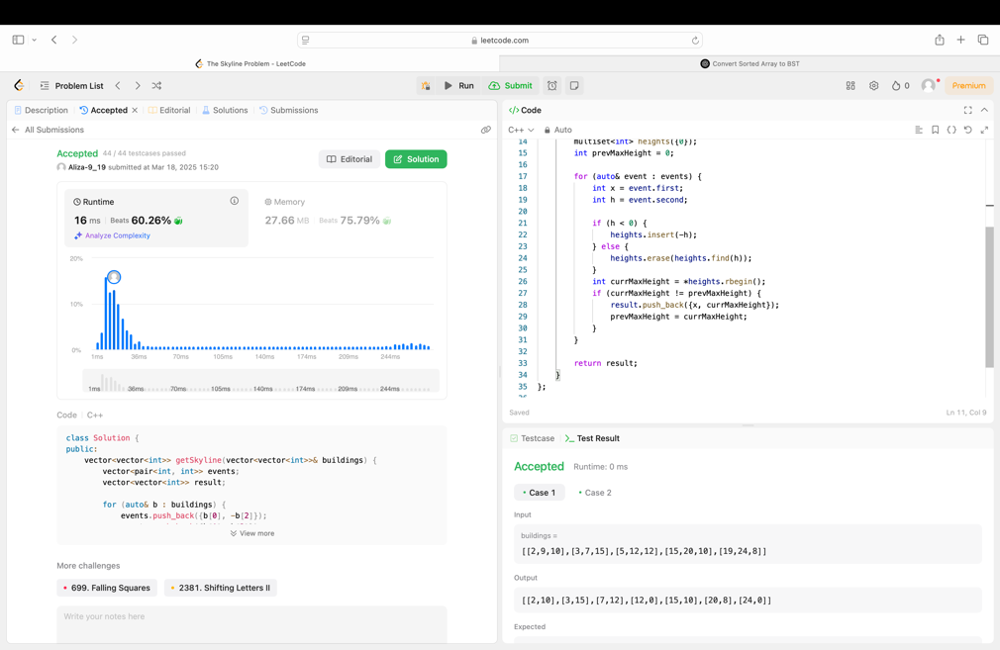 leetcode.com
The Skyline Problem - LeetCode
Convert Sorted Array to BST
Problem List
Run
Submit
0
Premium
Description
Accepted
Editorial
Solutions
Submissions
All Submissions
Accepted 44 / 44 testcases passed
Aliza-9_19 submitted at Mar 18, 2025 15:20
Editorial
Solution
Runtime
16 ms | Beats 60.26%
Analyze Complexity
Memory
27.66 MB Beats 75.79%
20%
10%
0%
1ms 36ms 70ms 105ms 140ms 174ms 209ms 244ms
1ms 36ms 70ms 105ms 140ms 174ms 209ms 244ms
Code | C++
class Solution {
public:
vector<vector<int>> getSkyline(vector<vector<int>>& buildings) {
vector<pair<int, int>> events;
vector<vector<int>> result;
for (auto& b : buildings) {
events.push_back({b[0], -b[2]});
View more
More challenges
699. Falling Squares
2381. Shifting Letters II
Write your notes here
</> Code
C++
Auto
14 multiset<int> heights({0});
15 int prevMaxHeight = 0;
16
17 for (auto& event : events) {
18 int x = event.first;
19 int h = event.second;
20
21 if (h < 0) {
22 heights.insert(-h);
23 } else {
24 heights.erase(heights.find(h));
25 }
26 int currMaxHeight = *heights.rbegin();
27 if (currMaxHeight != prevMaxHeight) {
28 result.push_back({x, currMaxHeight});
29 prevMaxHeight = currMaxHeight;
30 }
31 }
32
33 return result;
34 }
35 };
Saved
Ln 11, Col 9
Testcase
Test Result
Accepted Runtime: 0 ms
• Case 1
• Case 2
Input
buildings =
[[2,9,10],[3,7,15],[5,12,12],[15,20,10],[19,24,8]]
Output
[[2,10],[3,15],[7,12],[12,0],[15,10],[20,8],[24,0]]
Expected